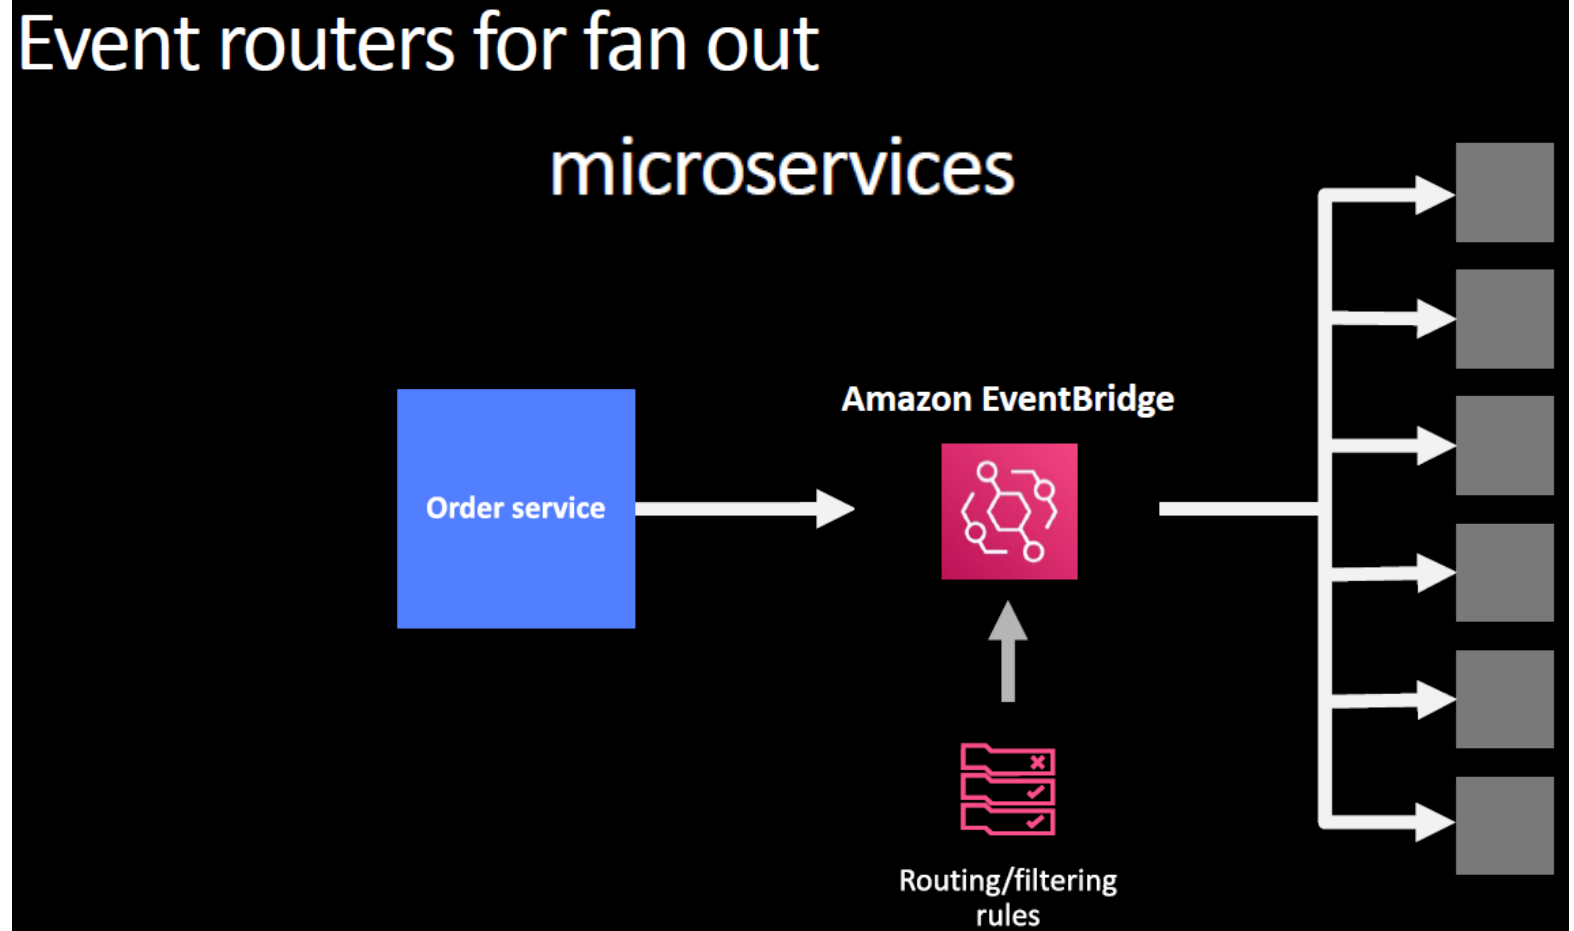 Event routers for fan out
microservices
Amazon EventBridge
Order service
Routing/filtering
rules